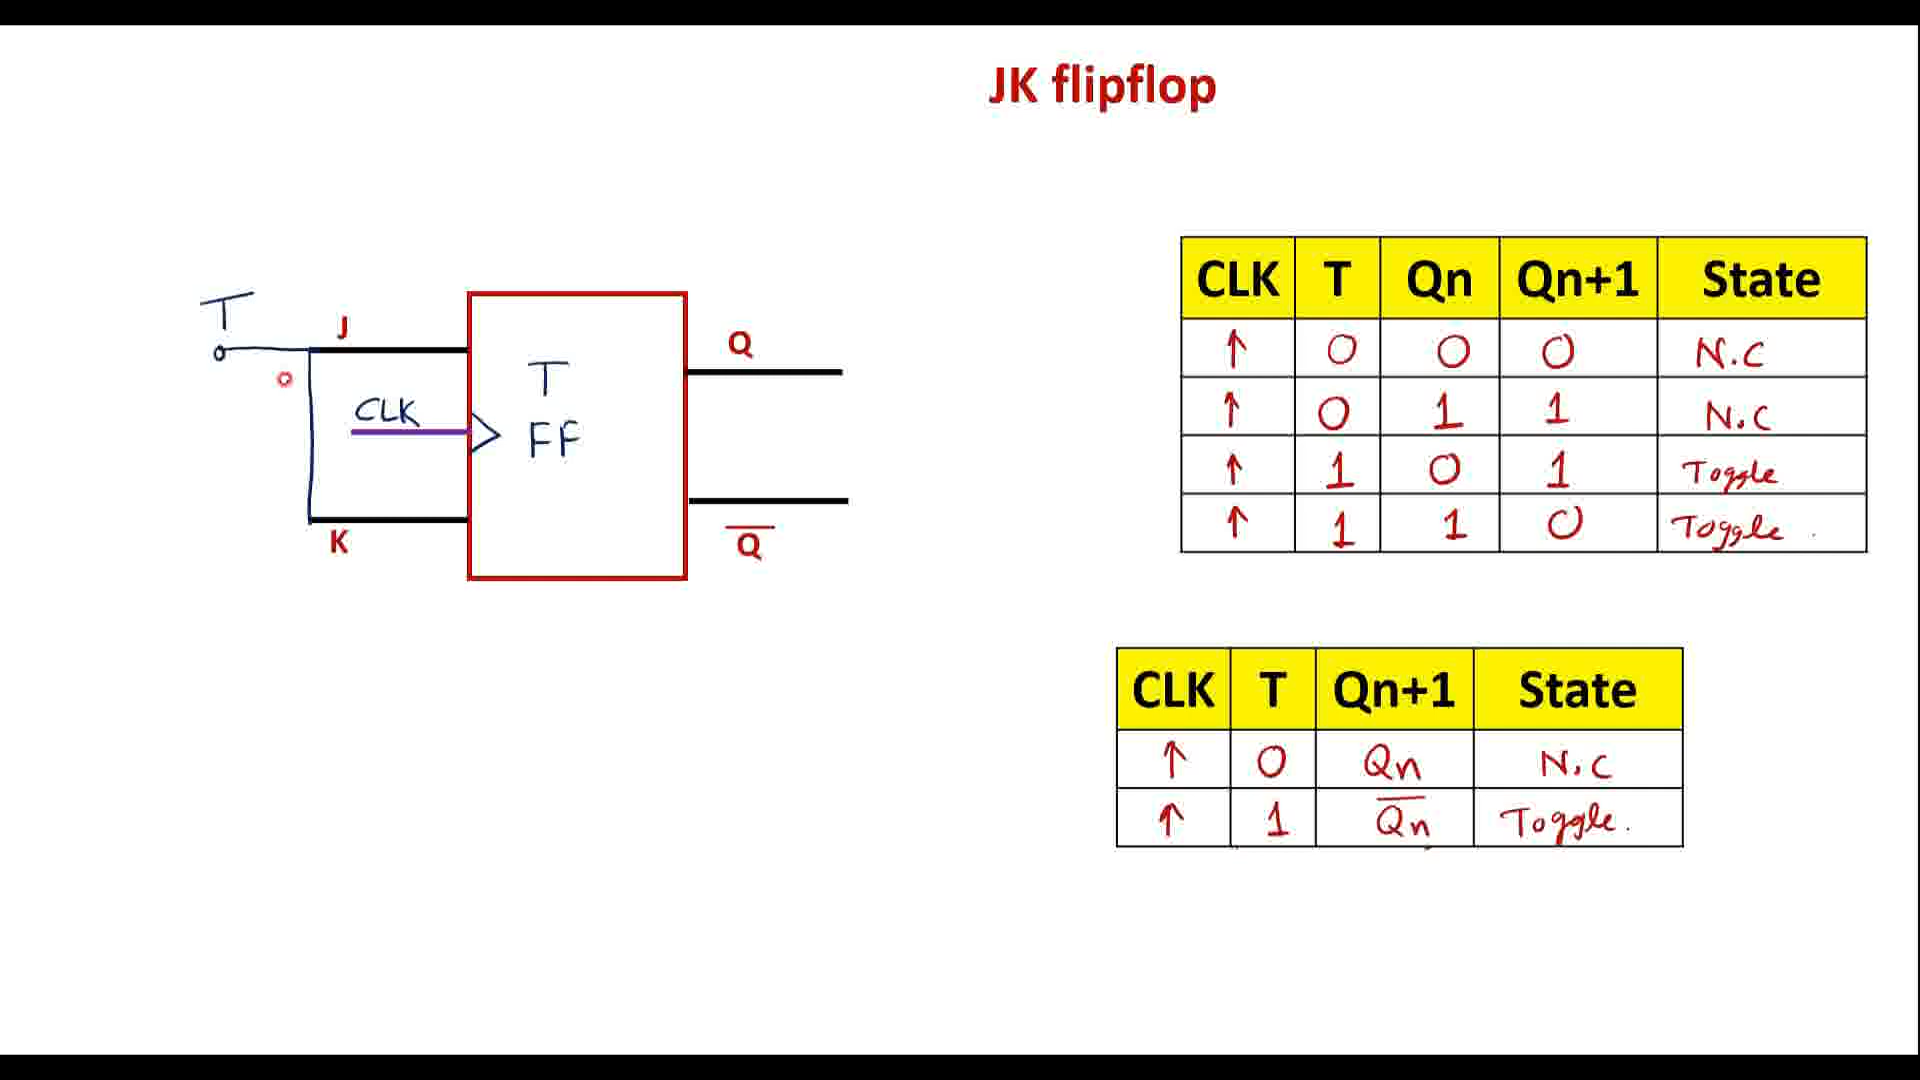 JK flipflop
T
J
CLK
K
T
FF
Q
Q̅
CLK T Qn Qn+1 State
↑ 0 0 0 N.C
↑ 0 1 1 N.C
↑ 1 0 1 Toggle
↑ 1 1 0 Toggle .
CLK T Qn+1 State
↑ 0 Qn N.C
↑ 1 Q̅n̅ Toggle.